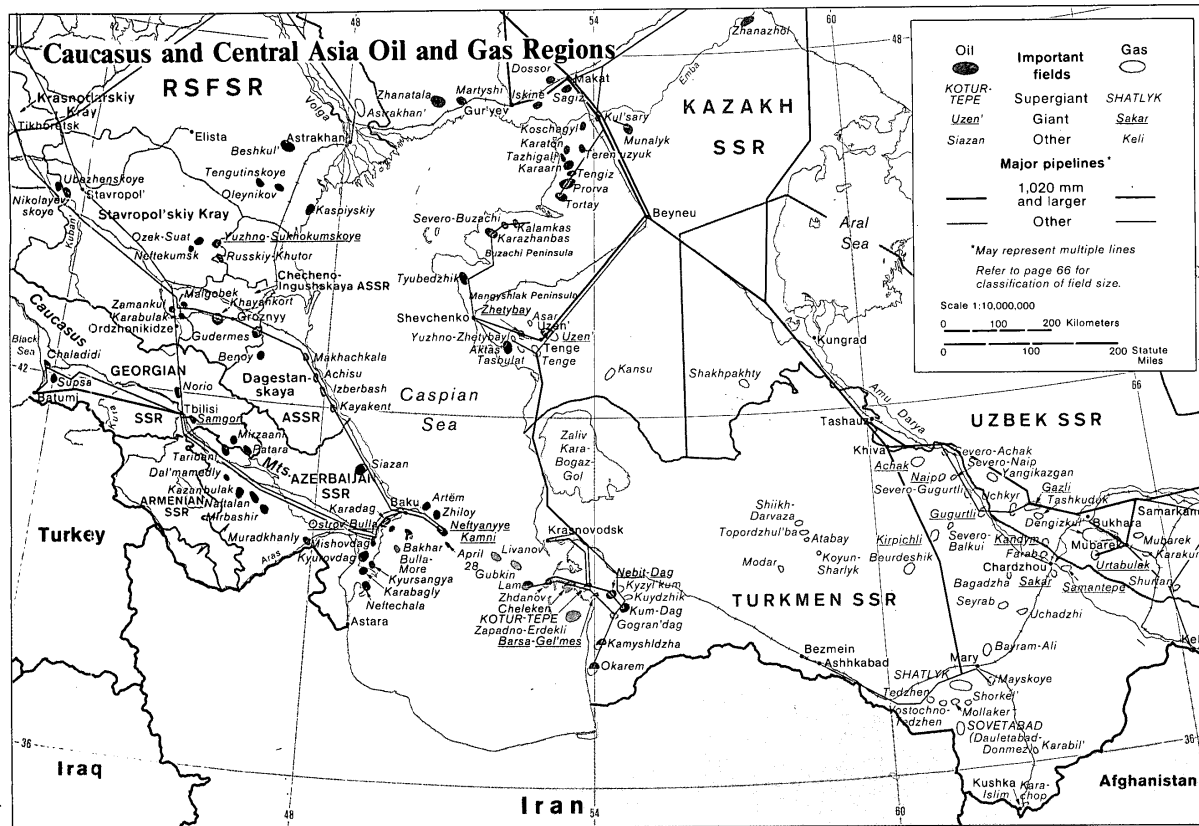 42
48
54
60
48
Caucasus and Central Asia Oil and Gas Regions
RSFSR
Krasnodarskiy
Kray
Tikhoretsk
Volga
Elista
Astrakhan
Astrakhan'
Beshkul'
Zhanatala
Martyshi
Gur'yev
Iskine
Dossor
Makat
Sagiz
Emba
Zhanazhol
KAZAKH
SSR
Kul'sary
Munalyk
Koschagyl
Karaton
Teren'uzyuk
Tazhigali
Karaarn
Tengiz
Prorva
Tortay
Beyneu
Aral
Sea
Tengutinskoye
Oleynikov
Kaspiyskiy
Ubezhenskoye
Nikolayev-
skoye
Stavropol'
Kuban
Stavropol'skiy Kray
Ozek-Suat
Yuzhno-Sukhokumskoye
Neftekumsk
Russkiy-Khutor
Checheno-
Ingushskaya ASSR
Severo-Buzachi
Kalamkas
Karazhanbas
Buzachi Peninsula
Tyubedzhik
Mangyshlak Peninsula
Zhetybay
Shevchenko
Asar
Uzen'
Uzen'
Yuzhno-Zhetybay
Aktas
Tasbulat
Tenge
Tenge
Kansu
Shakhpakhty
Kungrad
Zamankul
Malgobek
Khayankort
Karabulak
Groznyy
Ordzhonikidze
Gudermes
Benoy
Makhachkala
Achisu
Izberbash
Kayakent
Dagestan-
skaya
ASSR
Caucasus
Mts.
Black
Sea
42
Chaladidi
Supsa
Batumi
GEORGIAN
SSR
Kura
Norio
Tbilisi
Samgori
Mirzaani
Patara
Taribani
Dal'mamedly
Kazanbulak
Naftalan
Mirbashir
ARMENIAN
SSR
AZERBAIJAN
SSR
Siazan
Caspian
Sea
Zaliv
Kara-
Bogaz-
Gol
Turkey
Muradkhanly
Aras
Karadag
Baku
Artëm
Zhiloy
Neftyanyye
Kamni
Ostrov Bulla
Mishovdag
Kyurovdag
Bakhar
Bulla-
More
Kyursangya
Karabagly
Neftechala
Astara
April
28
Livanov
Gubkin
Lam
Zhdanov
Cheleken
KOTUR-TEPE
Zapadno-Erdekli
Barsa-Gel'mes
Krasnovodsk
Nebit-Dag
Kyzyl'kum
Kuydzhik
Kum-Dag
Gogran'dag
Kamyshldzha
Okarem
TURKMEN SSR
Shiikh-
Darvaza
Topordzhul'ba
Atabay
Koyun-
Sharlyk
Modar
Kirpichli
Beurdeshik
Bezmein
Ashkhabad
UZBEK SSR
Amu Darya
Tashauz
Khiva
Achak
Severo-Achak
Naip
Severo-Naip
Yangikazgan
Severo-Gugurtli
Uchkyr
Gazli
Tashkuduk
Gugurtli
Dengizkul'
Bukhara
Samarkand
Severo-
Balkui
Kandym
Farab
Mubarek
Mubarek
Karakum
Chardzhou
Urtabulak
Bagadzha
Sakar
Samantepe
Shurtan
Seyrab
Uchadzhi
Bayram-Ali
Mary
SHATLYK
Mayskoye
Tedzhen
Shorkel'
Mollaker
Vostochno-
Tedzhen
SOVETABAD
(Dauletabad-
Donmez)
Karabil'
Kushka
Islim
Kara-
chop
Kel
Afghanistan
Iraq
Iran
36
48
54
60
36
66
Oil
Important
fields
Gas
KOTUR-
TEPE
Supergiant
SHATLYK
Uzen'
Giant
Sakar
Siazan
Other
Keli
Major pipelines*
1,020 mm
and larger
Other
*May represent multiple lines
Refer to page 66 for
classification of field size.
Scale 1:10,000,000
0 100 200 Kilometers
0 100 200 Statute
Miles